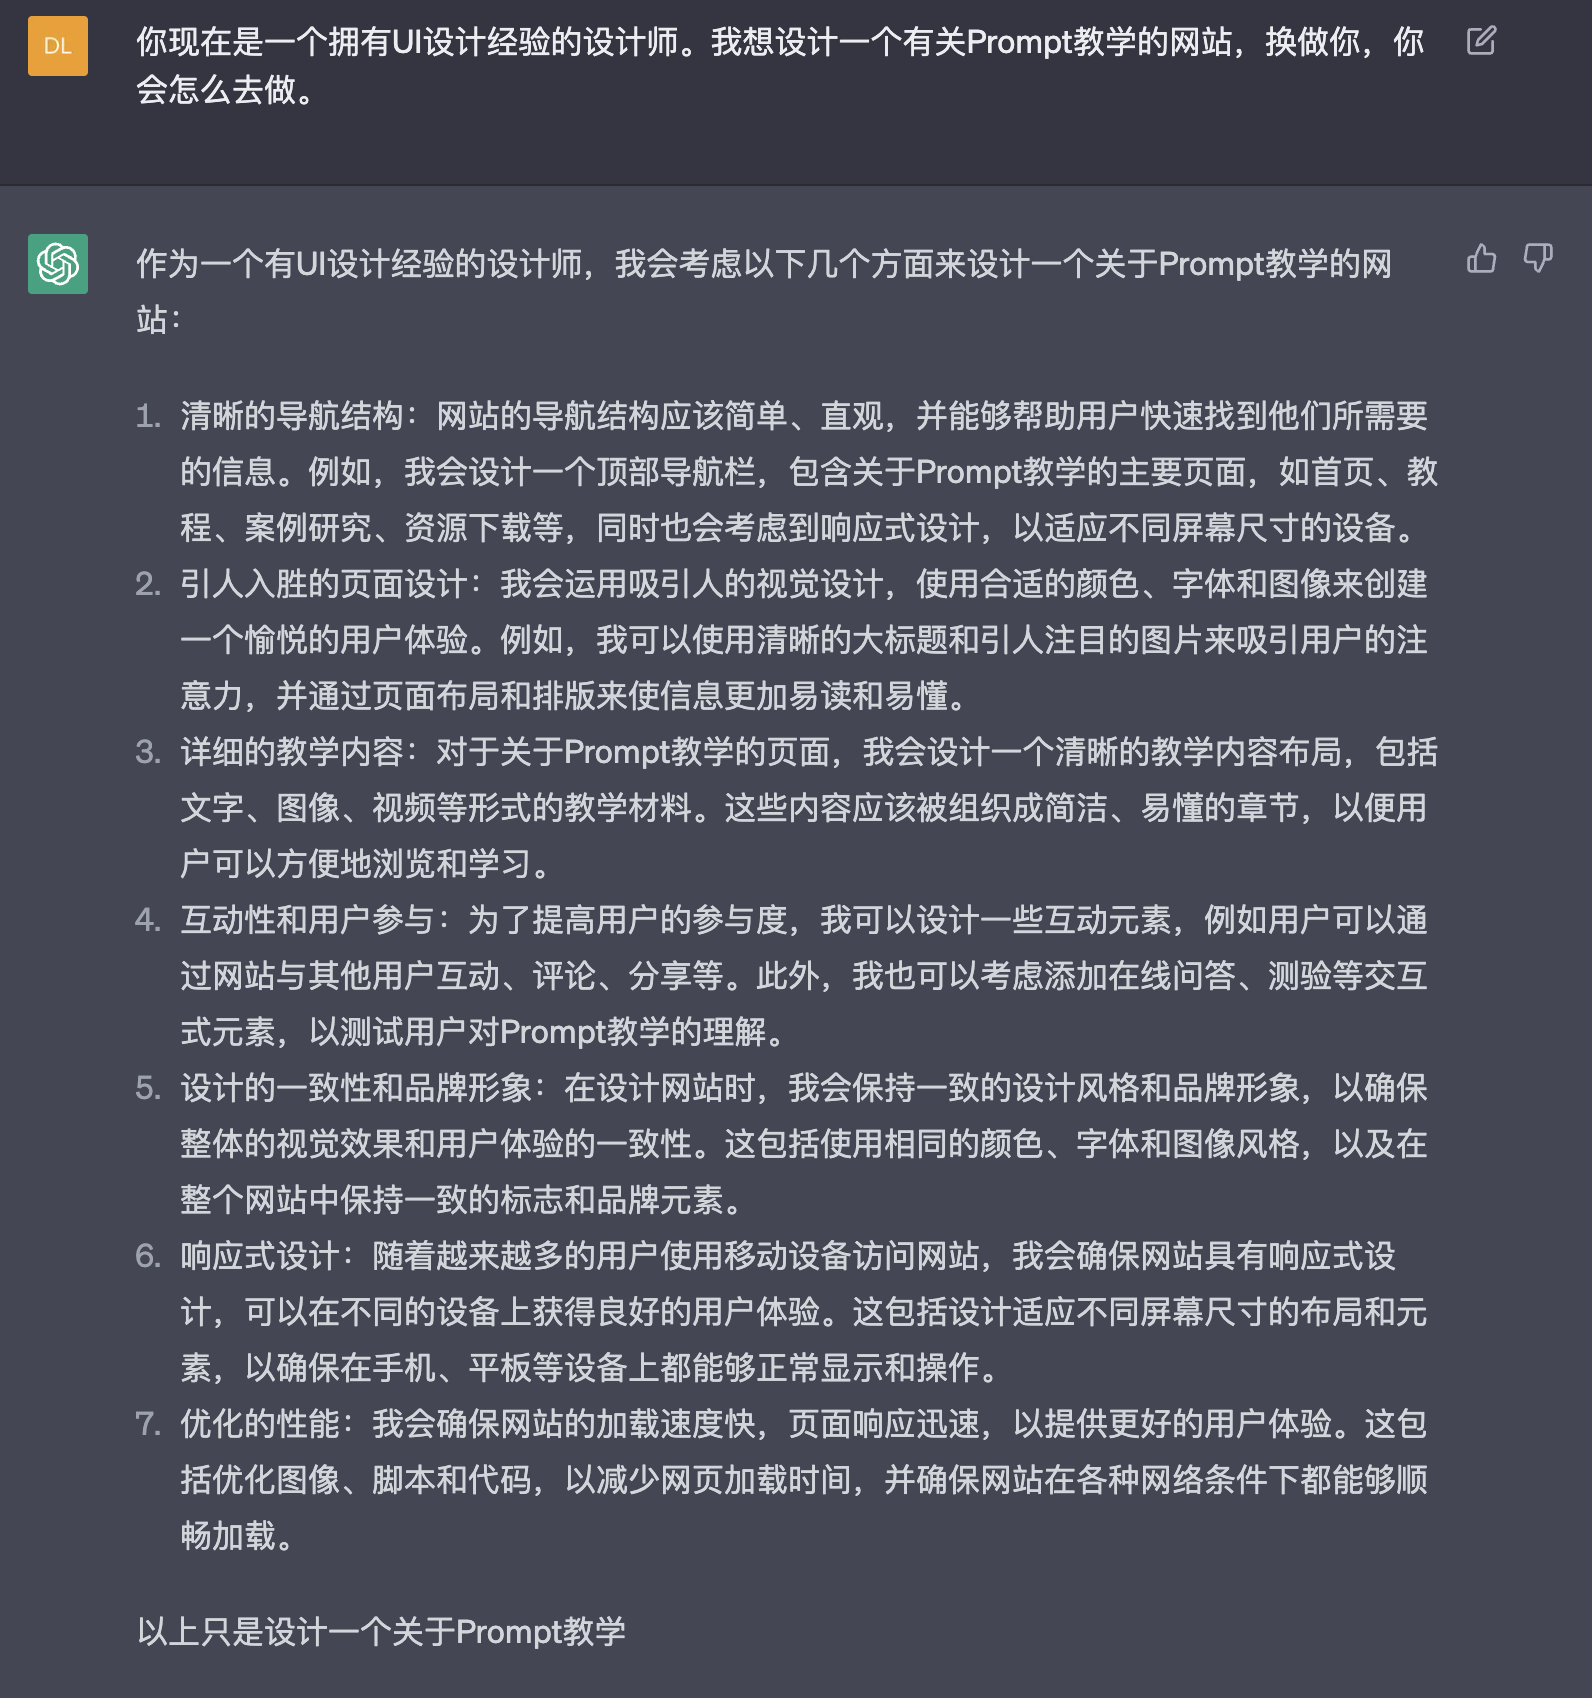 DL
你现在是一个拥有UI设计经验的设计师。我想设计一个有关Prompt教学的网站，换做你，你
会怎么去做。
作为一个有UI设计经验的设计师，我会考虑以下几个方面来设计一个关于Prompt教学的网
站：
1. 清晰的导航结构：网站的导航结构应该简单、直观，并能够帮助用户快速找到他们所需要
的信息。例如，我会设计一个顶部导航栏，包含关于Prompt教学的主要页面，如首页、教
程、案例研究、资源下载等，同时也会考虑到响应式设计，以适应不同屏幕尺寸的设备。
2. 引人入胜的页面设计：我会运用吸引人的视觉设计，使用合适的颜色、字体和图像来创建
一个愉悦的用户体验。例如，我可以使用清晰的大标题和引人注目的图片来吸引用户的注
意力，并通过页面布局和排版来使信息更加易读和易懂。
3. 详细的教学内容：对于关于Prompt教学的页面，我会设计一个清晰的教学内容布局，包括
文字、图像、视频等形式的教学材料。这些内容应该被组织成简洁、易懂的章节，以便用
户可以方便地浏览和学习。
4. 互动性和用户参与：为了提高用户的参与度，我可以设计一些互动元素，例如用户可以通
过网站与其他用户互动、评论、分享等。此外，我也可以考虑添加在线问答、测验等交互
式元素，以测试用户对Prompt教学的理解。
5. 设计的一致性和品牌形象：在设计网站时，我会保持一致的设计风格和品牌形象，以确保
整体的视觉效果和用户体验的一致性。这包括使用相同的颜色、字体和图像风格，以及在
整个网站中保持一致的标志和品牌元素。
6. 响应式设计：随着越来越多的用户使用移动设备访问网站，我会确保网站具有响应式设
计，可以在不同的设备上获得良好的用户体验。这包括设计适应不同屏幕尺寸的布局和元
素，以确保在手机、平板等设备上都能够正常显示和操作。
7. 优化的性能：我会确保网站的加载速度快，页面响应迅速，以提供更好的用户体验。这包
括优化图像、脚本和代码，以减少网页加载时间，并确保网站在各种网络条件下都能够顺
畅加载。
以上只是设计一个关于Prompt教学